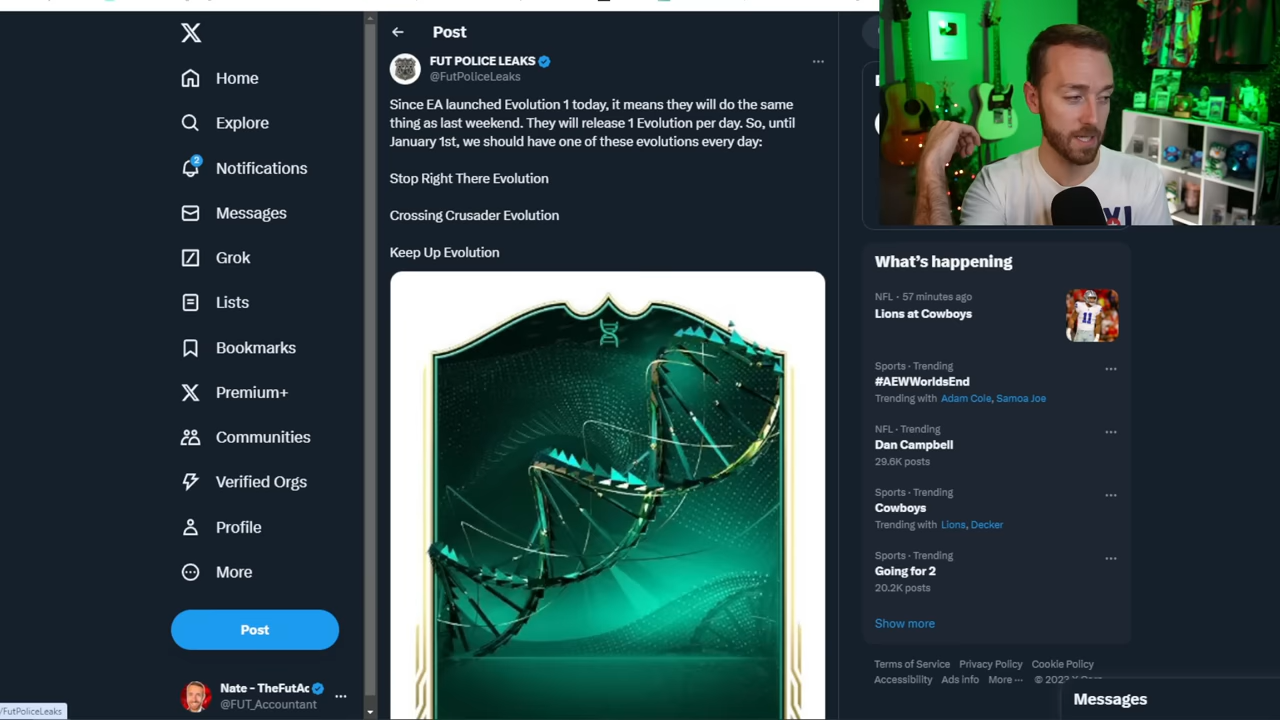 Home
Explore
2
Notifications
Messages
Grok
Lists
Bookmarks
Premium+
Communities
Verified Orgs
Profile
More
Post
Nate - TheFutAc
@FUT_Accountant
/FutPoliceLeaks
Post
FUT POLICE LEAKS
@FutPoliceLeaks
Since EA launched Evolution 1 today, it means they will do the same
thing as last weekend. They will release 1 Evolution per day. So, until
January 1st, we should have one of these evolutions every day:
Stop Right There Evolution
Crossing Crusader Evolution
Keep Up Evolution
What's happening
NFL · 57 minutes ago
Lions at Cowboys
Sports · Trending
#AEWWorldsEnd
Trending with Adam Cole, Samoa Joe
NFL · Trending
Dan Campbell
29.6K posts
Sports · Trending
Cowboys
Trending with Lions, Decker
Sports · Trending
Going for 2
20.2K posts
Show more
Terms of Service Privacy Policy Cookie Policy
Accessibility Ads info More ··· ©
Messages